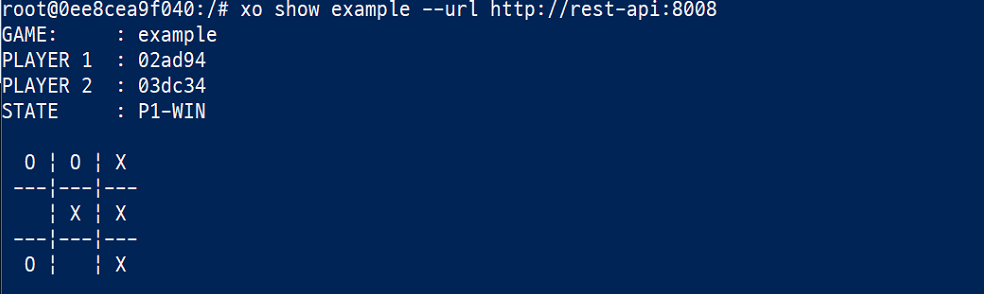 root@0ee8cea9f040:/# xo show example --url http://rest-api:8008
GAME:     : example
PLAYER 1  : 02ad94
PLAYER 2  : 03dc34
STATE     : P1-WIN
  O ¦ O ¦ X
 ---¦---¦---
    ¦ X ¦ X
 ---¦---¦---
  O ¦   ¦ X